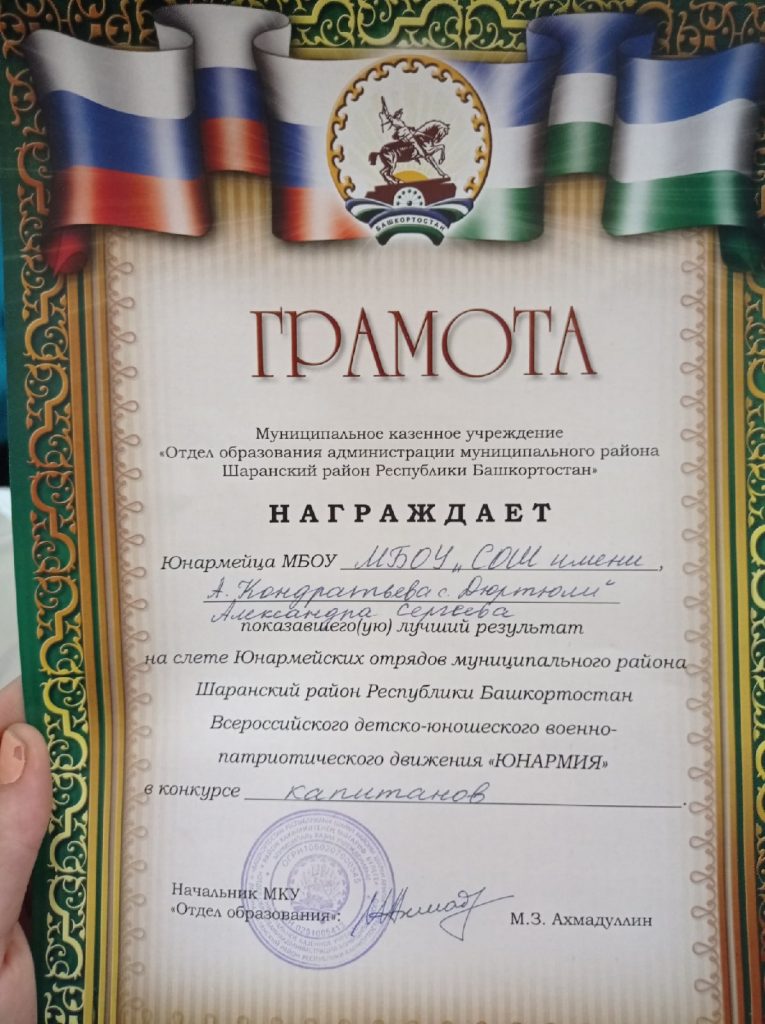 БАШКОРТОСТАН
ГРАМОТА
Муниципальное казенное учреждение
«Отдел образования администрации муниципального района
Шаранский район Республики Башкортостан»
НАГРАЖДАЕТ
Юнармейца МБОУ МБОУ „СОШ имени,
А. Кондратьева с. Дюртюли"
Александра Сергеева
показавшего(ую) лучший результат
на слете Юнармейских отрядов муниципального района
Шаранский район Республики Башкортостан
Всероссийского детско-юношеского военно-
патриотического движения «ЮНАРМИЯ»
в конкурсе капитанов.
Начальник МКУ
«Отдел образования»:
М.З. Ахмадуллин